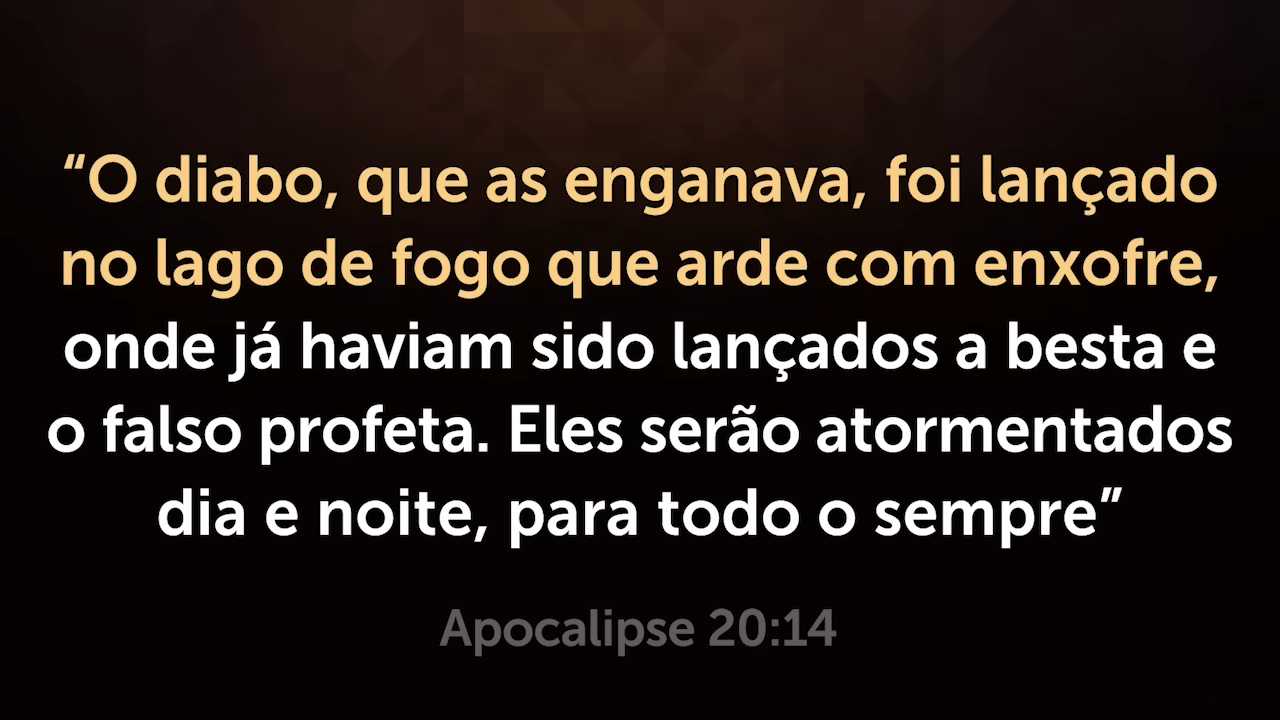 “O diabo, que as enganava, foi lançado
no lago de fogo que arde com enxofre,
onde já haviam sido lançados a besta e
o falso profeta. Eles serão atormentados
dia e noite, para todo o sempre”
Apocalipse 20:14